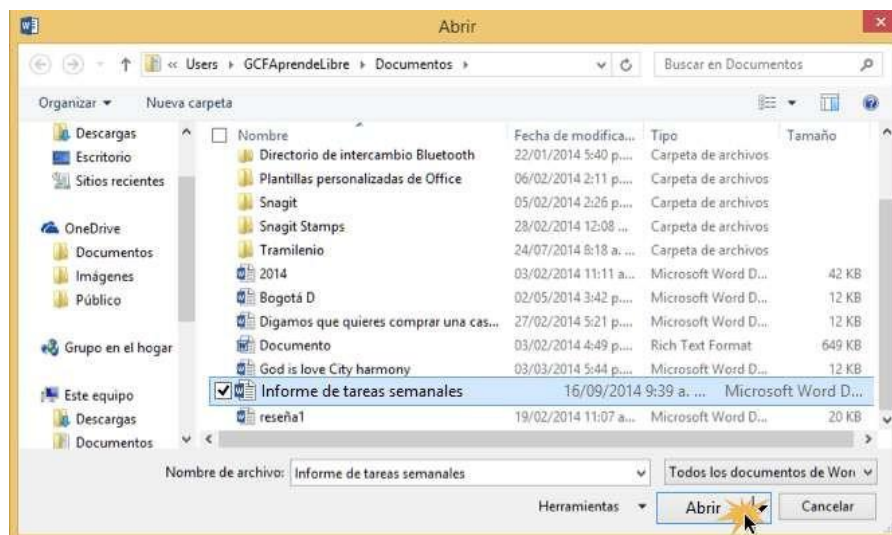 Abrir
« Users ▸ GCFAprendeLibre ▸ Documentos ▸ Buscar en Documentos
Organizar Nueva carpeta
Descargas
Escritorio
Sitios recientes
OneDrive
Documentos
Imágenes
Público
Grupo en el hogar
Este equipo
Descargas
Documentos
Nombre Fecha de modifica... Tipo Tamaño
Directorio de intercambio Bluetooth 22/01/2014 5:40 p.... Carpeta de archivos
Plantillas personalizadas de Office 06/02/2014 2:11 p.... Carpeta de archivos
Snagit 05/02/2014 2:26 p.... Carpeta de archivos
Snagit Stamps 28/02/2014 12:08 ... Carpeta de archivos
Tramilenio 24/07/2014 8:18 a. ... Carpeta de archivos
2014 03/02/2014 11:11 a... Microsoft Word D... 42 KB
Bogotá D 02/05/2014 3:42 p.... Microsoft Word D... 12 KB
Digamos que quieres comprar una cas... 27/02/2014 5:21 p.... Microsoft Word D... 12 KB
Documento 03/02/2014 4:49 p.... Rich Text Format 649 KB
God is love City harmony 03/03/2014 5:44 p.... Microsoft Word D... 12 KB
Informe de tareas semanales 16/09/2014 9:39 a. ... Microsoft Word D...
reseña1 19/02/2014 11:07 a... Microsoft Word D... 20 KB
Nombre de archivo: Informe de tareas semanales Todos los documentos de Wor
Herramientas Abrir Cancelar